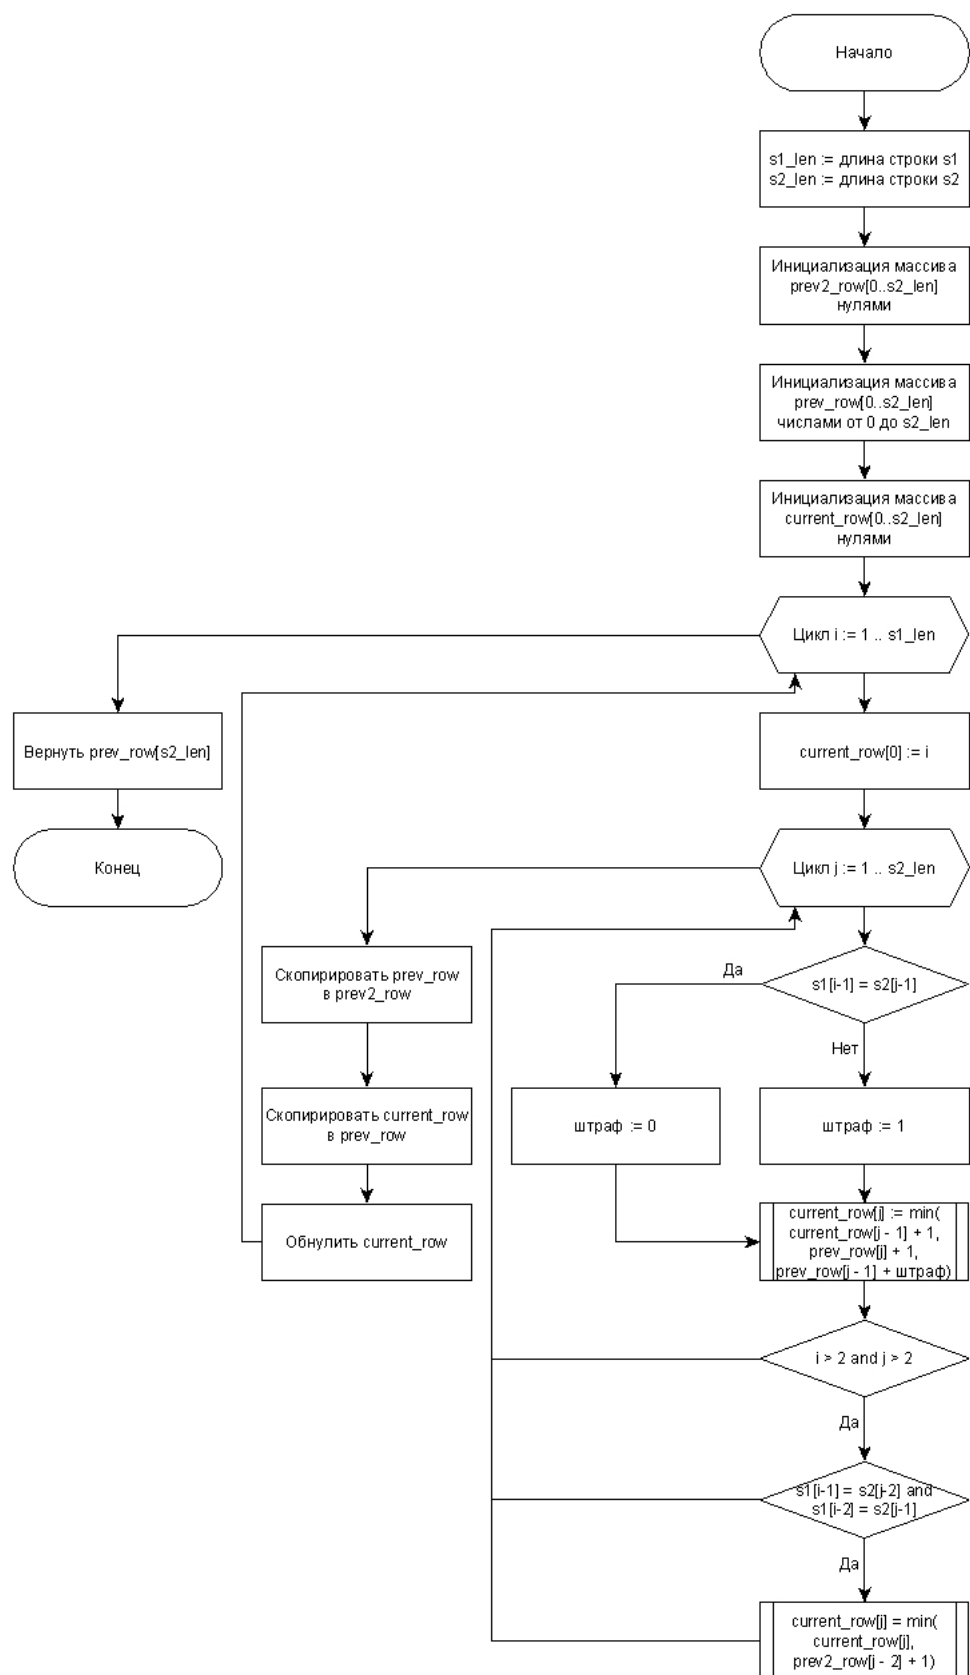 Начало
s1_len := длина строки s1
s2_len := длина строки s2
Инициализация массива
prev2_row[0..s2_len]
нулями
Инициализация массива
prev_row[0..s2_len]
числами от 0 до s2_len
Инициализация массива
current_row[0..s2_len]
нулями
Цикл i := 1 .. s1_len
Вернуть prev_row[s2_len]
current_row[0] := i
Конец
Цикл j := 1 .. s2_len
Скопирировать prev_row
в prev2_row
Да
s1[i-1] = s2[j-1]
Нет
Скопирировать current_row
в prev_row
штраф := 0
штраф := 1
Обнулить current_row
current_row[j] := min(
current_row[j - 1] + 1,
prev_row[j] + 1,
prev_row[j - 1] + штраф)
i > 2 and j > 2
Да
s1[i-1] = s2[j-2] and
s1[i-2] = s2[j-1]
Да
current_row[j] = min(
current_row[j],
prev2_row[j - 2] + 1)